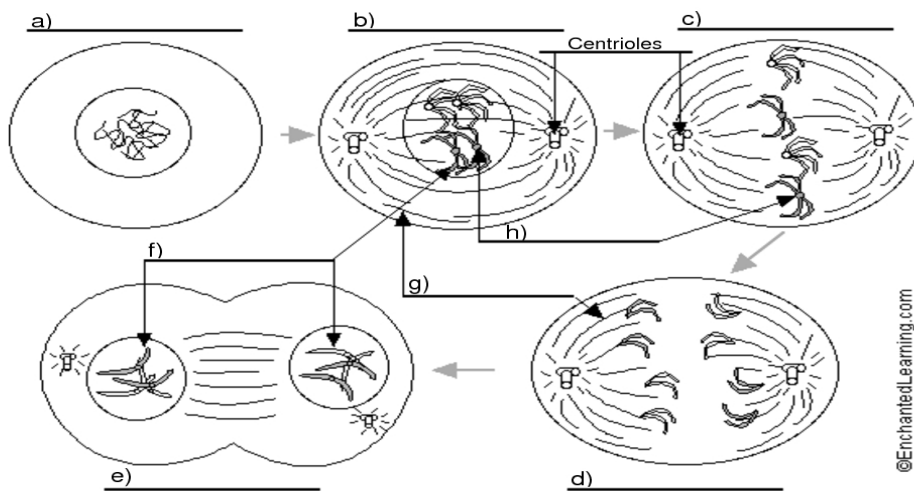 a)
b)
c)
Centrioles
h)
f)
g)
e)
d)
©EnchantedLearning.com